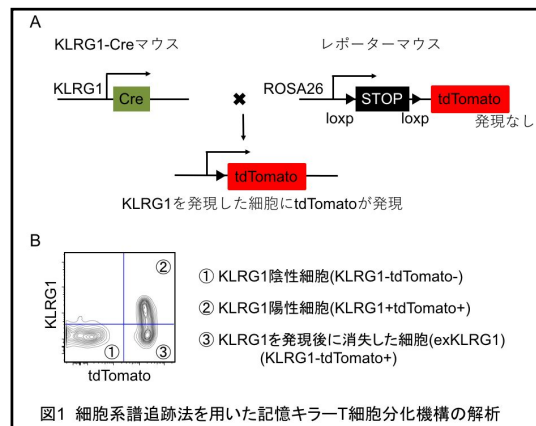 A
KLRG1-Creマウス
レポーターマウス
KLRG1
Cre
ROSA26
STOP
tdTomato
loxp
loxp
発現なし
tdTomato
KLRG1を発現した細胞にtdTomatoが発現
B
KLRG1
②
①
③
tdTomato
① KLRG1陰性細胞(KLRG1-tdTomato-)
② KLRG1陽性細胞(KLRG1+tdTomato+)
③ KLRG1を発現後に消失した細胞(exKLRG1)
(KLRG1-tdTomato+)
図1 細胞系譜追跡法を用いた記憶キラーT細胞分化機構の解析